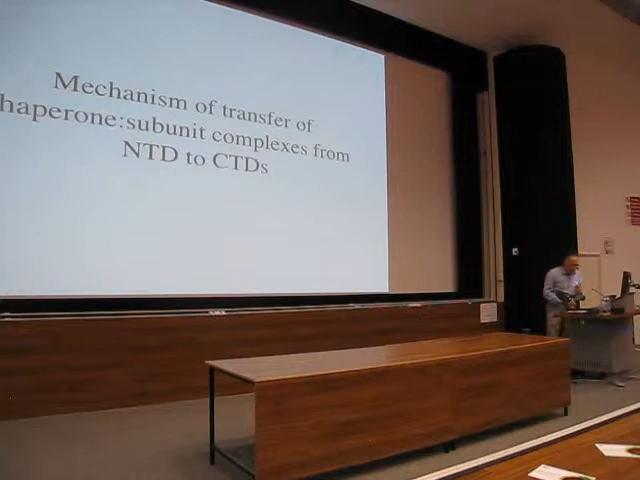 Mechanism of transfer of
haperone:subunit complexes from
NTD to CTDs